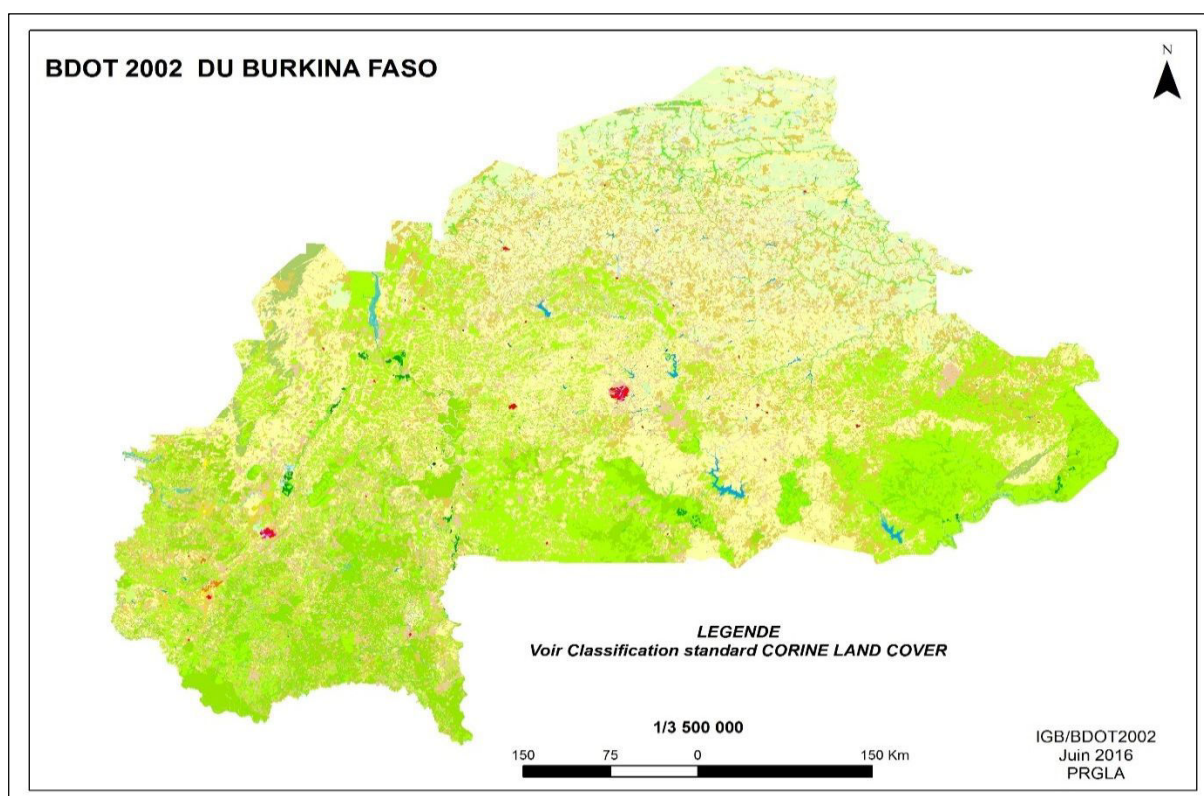 BDOT 2002 DU BURKINA FASO
N
LEGENDE
Voir Classification standard CORINE LAND COVER
1/3 500 000
150 75 0 150 Km
IGB/BDOT2002
Juin 2016
PRGLA